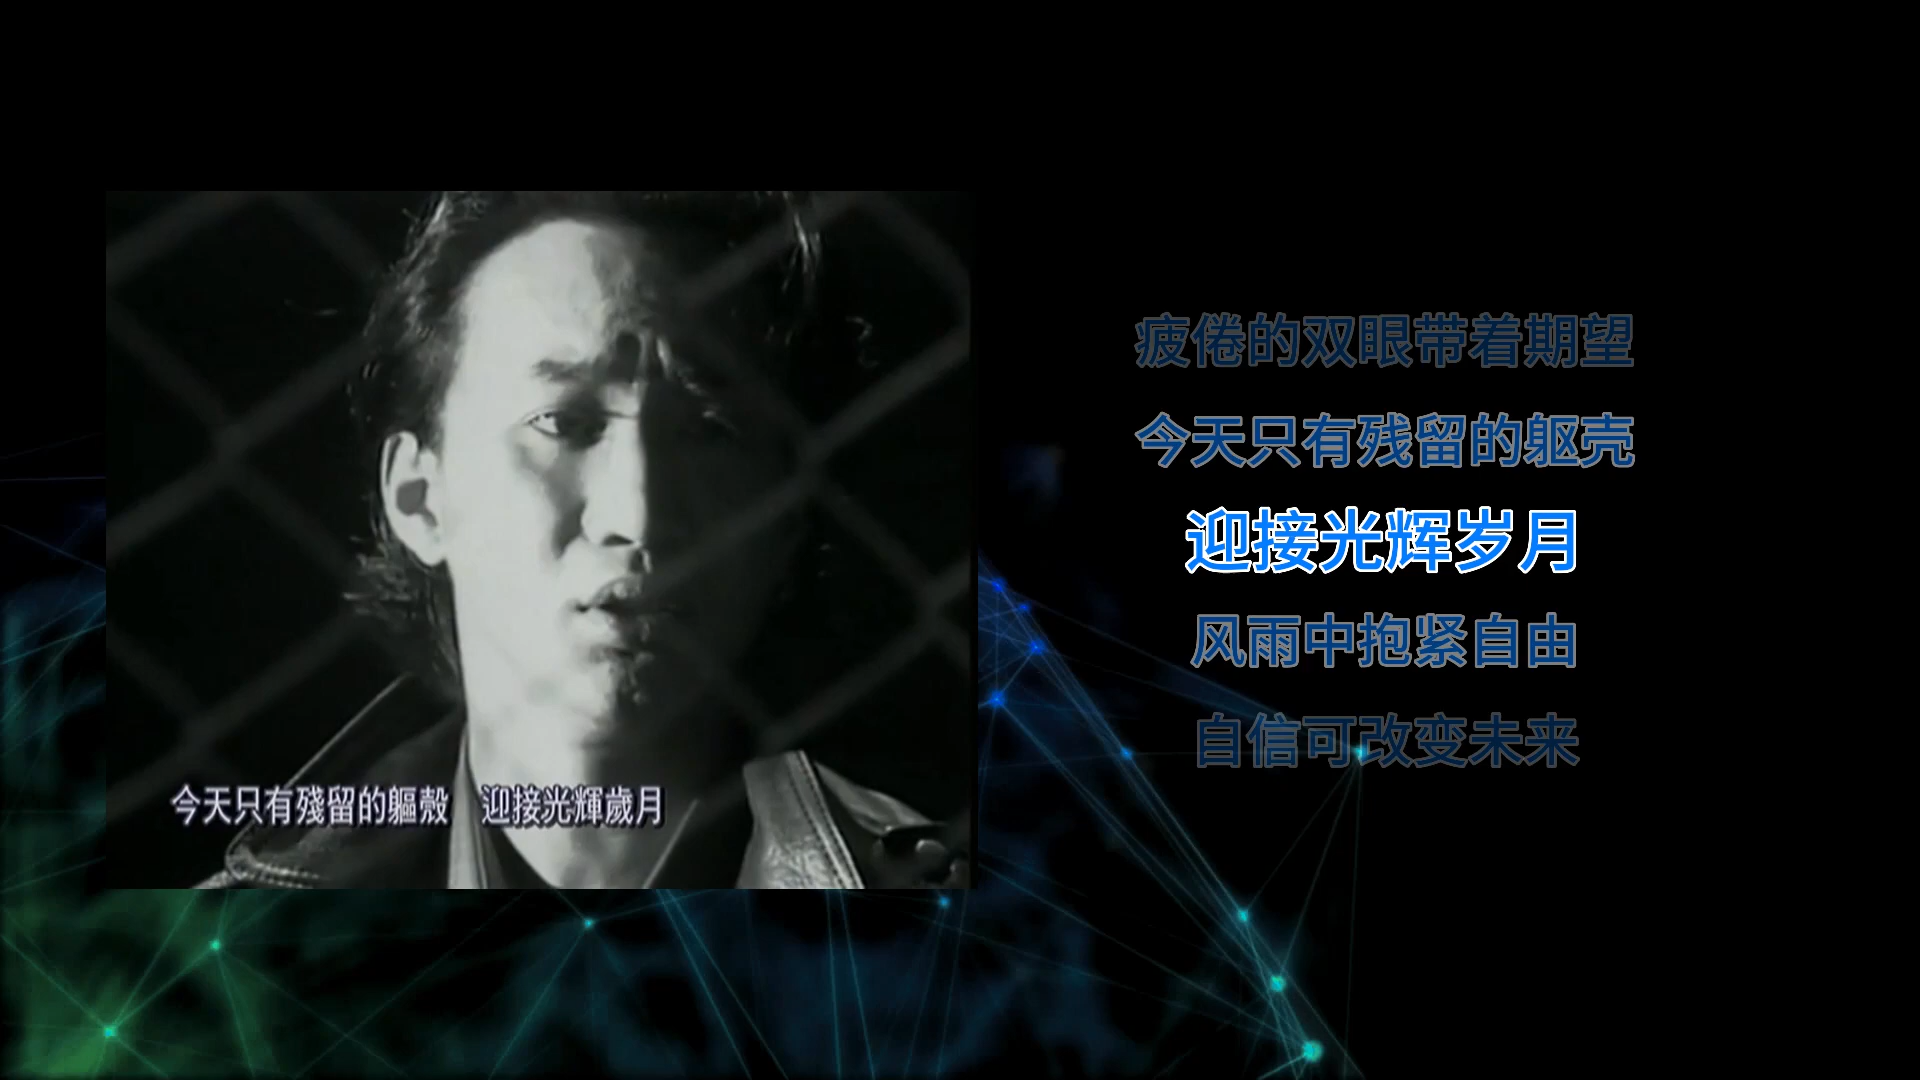 疲倦的双眼带着期望
今天只有残留的躯壳
迎接光辉岁月
风雨中抱紧自由
自信可改变未来
今天只有殘留的軀殼 迎接光輝歲月